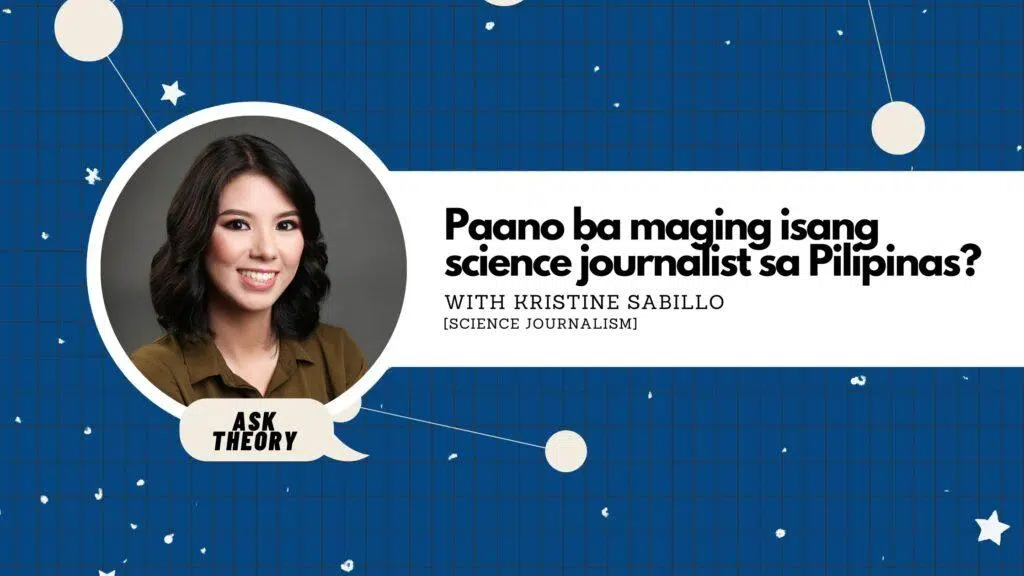 Paano ba maging isang
science journalist sa Pilipinas?
WITH KRISTINE SABILLO
[SCIENCE JOURNALISM]
ASK
THEORY